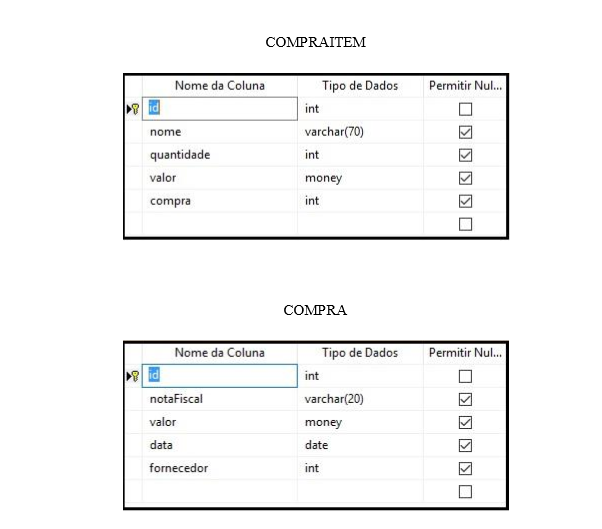 COMPRAITEM
Nome da Coluna Tipo de Dados Permitir Nul...
id int
nome varchar(70)
quantidade int
valor money
compra int
COMPRA
Nome da Coluna Tipo de Dados Permitir Nul...
id int
notaFiscal varchar(20)
valor money
data date
fornecedor int